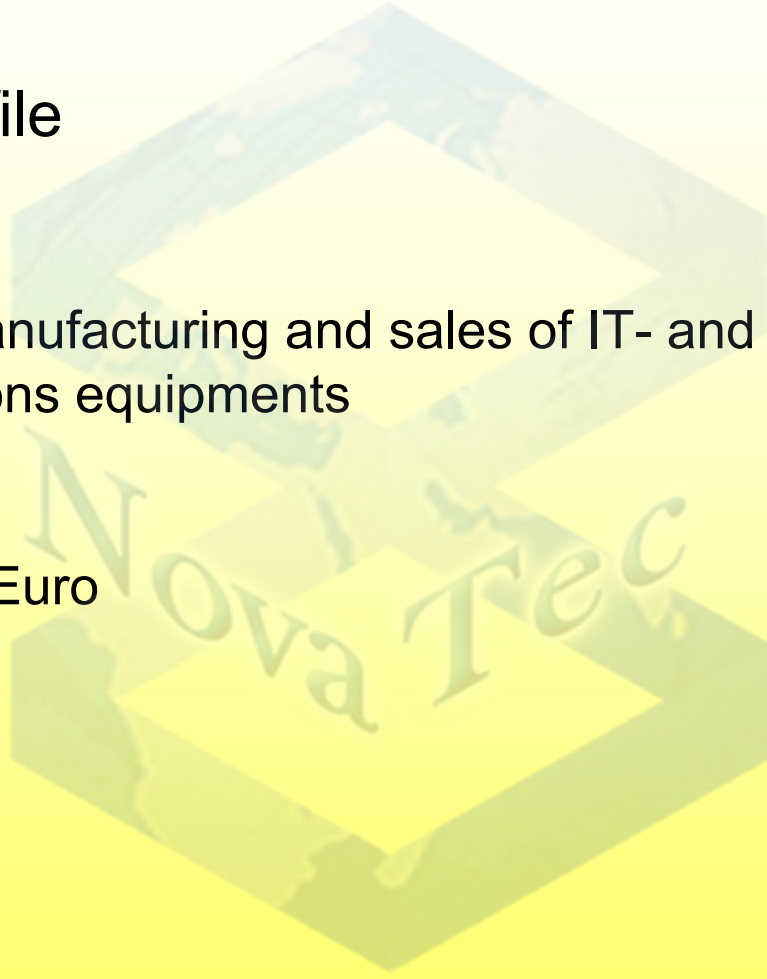 ile
anufacturing and sales of IT- and
ons equipments
Euro
Nova Tec